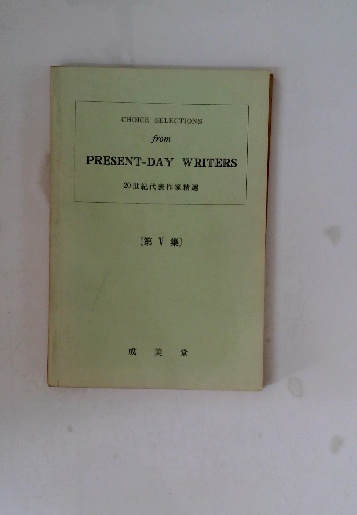 CHOICE SELECTIONS
from
PRESENT-DAY WRITERS
20世紀代表作家精選
〔第 V 集〕
成 美 堂